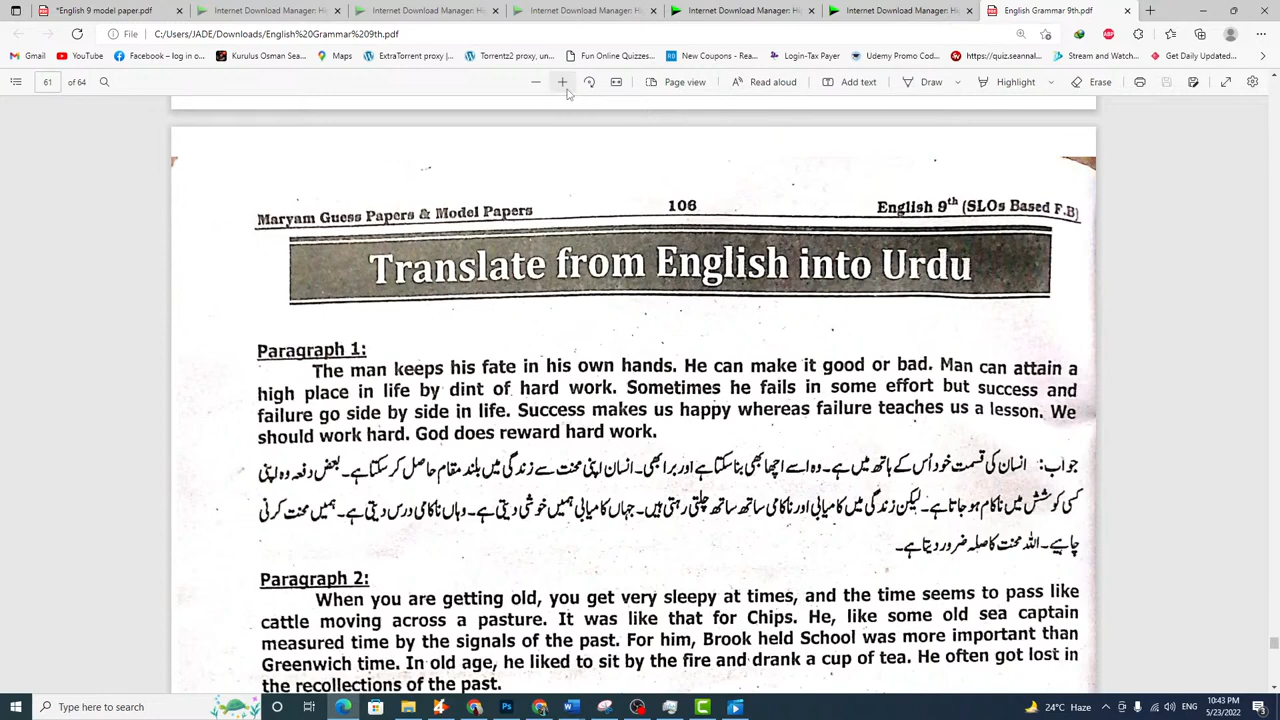 *English 9 model paper.pdf
Internet Download Manager: H
Internet Download Manager: Hi
Internet Download Manager: Hi
Internet Download Manager: Hi
Internet Download Manager: Hi
English Grammar 9th.pdf
File C:/Users/JADE/Downloads/English%20Grammar%209th.pdf
Gmail YouTube Facebook – log in o... Kurulus Osman Sea... Maps ExtraTorrent proxy |... Torrentz2 proxy, un... Fun Online Quizzes... New Coupons - Rea... Login-Tax Payer Udemy Promo Cod... https://quiz.seannal... Get Daily Updated...
61 of 64 Page view Read aloud Add text Draw Highlight Erase
Maryam Guess Papers & Model Papers 106 English 9th (SLOs Based F.B)
Translate from English into Urdu
Paragraph 1:
The man keeps his fate in his own hands. He can make it good or bad. Man can attain a
high place in life by dint of hard work. Sometimes he fails in some effort but success and
failure go side by side in life. Success makes us happy whereas failure teaches us a lesson. We
should work hard. God does reward hard work.
جواب: انسان کی قسمت خود اُس کے ہاتھ میں ہے۔ وہ اسے اچھا بھی بنا سکتا ہے اور برا بھی۔ انسان اپنی محنت سے زندگی میں بلند مقام حاصل کر سکتا ہے۔ بعض دفعہ وہ اپنی
کسی کوشش میں ناکام ہو جاتا ہے۔ لیکن زندگی میں کامیابی اور ناکامی ساتھ ساتھ چلتی رہتی ہیں۔ جہاں کامیابی ہمیں خوشی دیتی ہے۔ وہاں ناکامی درس دیتی ہے۔ ہمیں محنت کرنی
چاہیے۔ اللہ محنت کا صلہ ضرور دیتا ہے۔
Paragraph 2:
When you are getting old, you get very sleepy at times, and the time seems to pass like
cattle moving across a pasture. It was like that for Chips. He, like some old sea captain
measured time by the signals of the past. For him, Brook held School was more important than
Greenwich time. In old age, he liked to sit by the fire and drank a cup of tea. He often got lost in
the recollections of the past.
Type here to search
24°C Haze
10:43 PM
5/23/2022